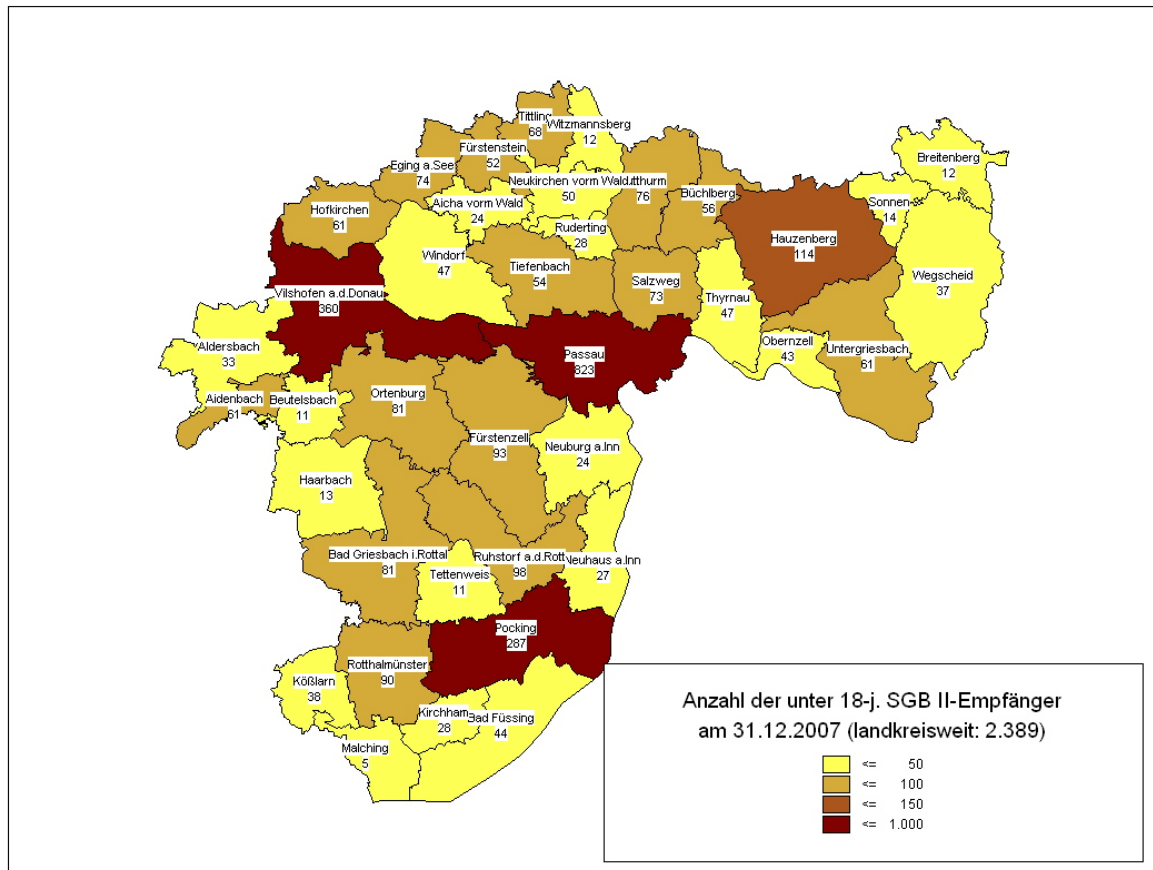 Tittling
68
Witzmannsberg
12
Fürstenstein
52
Eging a.See
74
Neukirchen vorm Wald
50
utthurm
76
Büchlberg
56
Breitenberg
12
Sonnen
14
Aicha vorm Wald
24
Hofkirchen
61
Ruderting
28
Hauzenberg
114
Windorf
47
Tiefenbach
54
Salzweg
73
Wegscheid
37
Vilshofen a.d.Donau
360
Thyrnau
47
Aldersbach
33
Passau
823
Obernzell
43
Untergriesbach
61
Aidenbach
61
Beutelsbach
11
Ortenburg
81
Fürstenzell
93
Neuburg a.Inn
24
Haarbach
13
Bad Griesbach i.Rottal
81
Ruhstorf a.d.Rott
98
Neuhaus a.Inn
27
Tettenweis
11
Pocking
287
Rotthalmünster
90
Kößlarn
38
Kirchham
28
Bad Füssing
44
Malching
5
Anzahl der unter 18-j. SGB II-Empfänger
am 31.12.2007 (landkreisweit: 2.389)
<= 50
<= 100
<= 150
<= 1.000